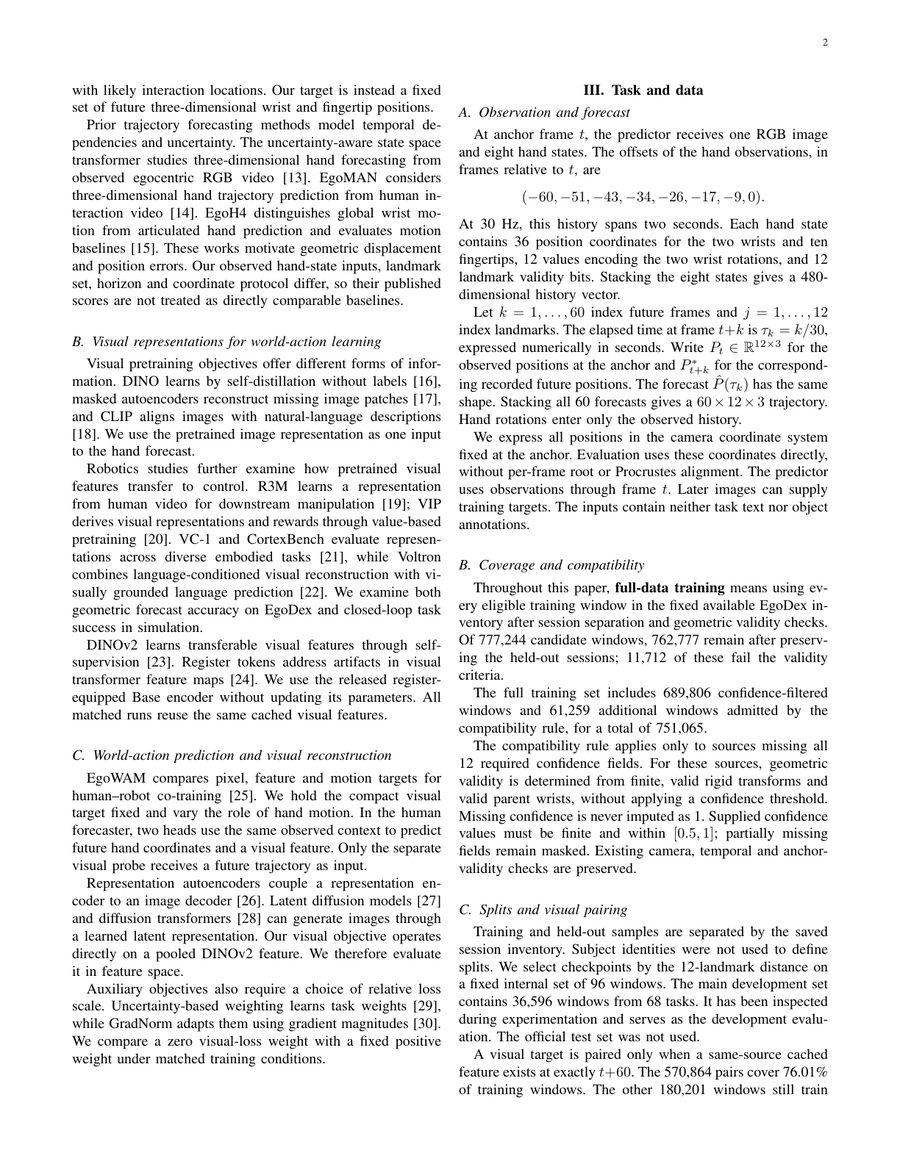 2
with likely interaction locations. Our target is instead a fixed
set of future three-dimensional wrist and fingertip positions.
Prior trajectory forecasting methods model temporal de-
pendencies and uncertainty. The uncertainty-aware state space
transformer studies three-dimensional hand forecasting from
observed egocentric RGB video [13]. EgoMAN considers
three-dimensional hand trajectory prediction from human in-
teraction video [14]. EgoH4 distinguishes global wrist mo-
tion from articulated hand prediction and evaluates motion
baselines [15]. These works motivate geometric displacement
and position errors. Our observed hand-state inputs, landmark
set, horizon and coordinate protocol differ, so their published
scores are not treated as directly comparable baselines.
B. Visual representations for world-action learning
Visual pretraining objectives offer different forms of infor-
mation. DINO learns by self-distillation without labels [16],
masked autoencoders reconstruct missing image patches [17],
and CLIP aligns images with natural-language descriptions
[18]. We use the pretrained image representation as one input
to the hand forecast.
Robotics studies further examine how pretrained visual
features transfer to control. R3M learns a representation
from human video for downstream manipulation [19]; VIP
derives visual representations and rewards through value-based
pretraining [20]. VC-1 and CortexBench evaluate represen-
tations across diverse embodied tasks [21], while Voltron
combines language-conditioned visual reconstruction with vi-
sually grounded language prediction [22]. We examine both
geometric forecast accuracy on EgoDex and closed-loop task
success in simulation.
DINOv2 learns transferable visual features through self-
supervision [23]. Register tokens address artifacts in visual
transformer feature maps [24]. We use the released register-
equipped Base encoder without updating its parameters. All
matched runs reuse the same cached visual features.
C. World-action prediction and visual reconstruction
EgoWAM compares pixel, feature and motion targets for
human–robot co-training [25]. We hold the compact visual
target fixed and vary the role of hand motion. In the human
forecaster, two heads use the same observed context to predict
future hand coordinates and a visual feature. Only the separate
visual probe receives a future trajectory as input.
Representation autoencoders couple a representation en-
coder to an image decoder [26]. Latent diffusion models [27]
and diffusion transformers [28] can generate images through
a learned latent representation. Our visual objective operates
directly on a pooled DINOv2 feature. We therefore evaluate
it in feature space.
Auxiliary objectives also require a choice of relative loss
scale. Uncertainty-based weighting learns task weights [29],
while GradNorm adapts them using gradient magnitudes [30].
We compare a zero visual-loss weight with a fixed positive
weight under matched training conditions.
III. Task and data
A. Observation and forecast
At anchor frame t, the predictor receives one RGB image
and eight hand states. The offsets of the hand observations, in
frames relative to t, are
(−60, −51, −43, −34, −26, −17, −9, 0).
At 30 Hz, this history spans two seconds. Each hand state
contains 36 position coordinates for the two wrists and ten
fingertips, 12 values encoding the two wrist rotations, and 12
landmark validity bits. Stacking the eight states gives a 480-
dimensional history vector.
Let k = 1, . . . , 60 index future frames and j = 1, . . . , 12
index landmarks. The elapsed time at frame t+k is τₖ = k/30,
expressed numerically in seconds. Write Pₜ ∈ ℝ¹²ˣ³ for the
observed positions at the anchor and P*ₜ₊ₖ for the correspond-
ing recorded future positions. The forecast P̂(τₖ) has the same
shape. Stacking all 60 forecasts gives a 60 × 12 × 3 trajectory.
Hand rotations enter only the observed history.
We express all positions in the camera coordinate system
fixed at the anchor. Evaluation uses these coordinates directly,
without per-frame root or Procrustes alignment. The predictor
uses observations through frame t. Later images can supply
training targets. The inputs contain neither task text nor object
annotations.
B. Coverage and compatibility
Throughout this paper, full-data training means using ev-
ery eligible training window in the fixed available EgoDex in-
ventory after session separation and geometric validity checks.
Of 777,244 candidate windows, 762,777 remain after preserv-
ing the held-out sessions; 11,712 of these fail the validity
criteria.
The full training set includes 689,806 confidence-filtered
windows and 61,259 additional windows admitted by the
compatibility rule, for a total of 751,065.
The compatibility rule applies only to sources missing all
12 required confidence fields. For these sources, geometric
validity is determined from finite, valid rigid transforms and
valid parent wrists, without applying a confidence threshold.
Missing confidence is never imputed as 1. Supplied confidence
values must be finite and within [0.5, 1]; partially missing
fields remain masked. Existing camera, temporal and anchor-
validity checks are preserved.
C. Splits and visual pairing
Training and held-out samples are separated by the saved
session inventory. Subject identities were not used to define
splits. We select checkpoints by the 12-landmark distance on
a fixed internal set of 96 windows. The main development set
contains 36,596 windows from 68 tasks. It has been inspected
during experimentation and serves as the development evalu-
ation. The official test set was not used.
A visual target is paired only when a same-source cached
feature exists at exactly t+60. The 570,864 pairs cover 76.01%
of training windows. The other 180,201 windows still train